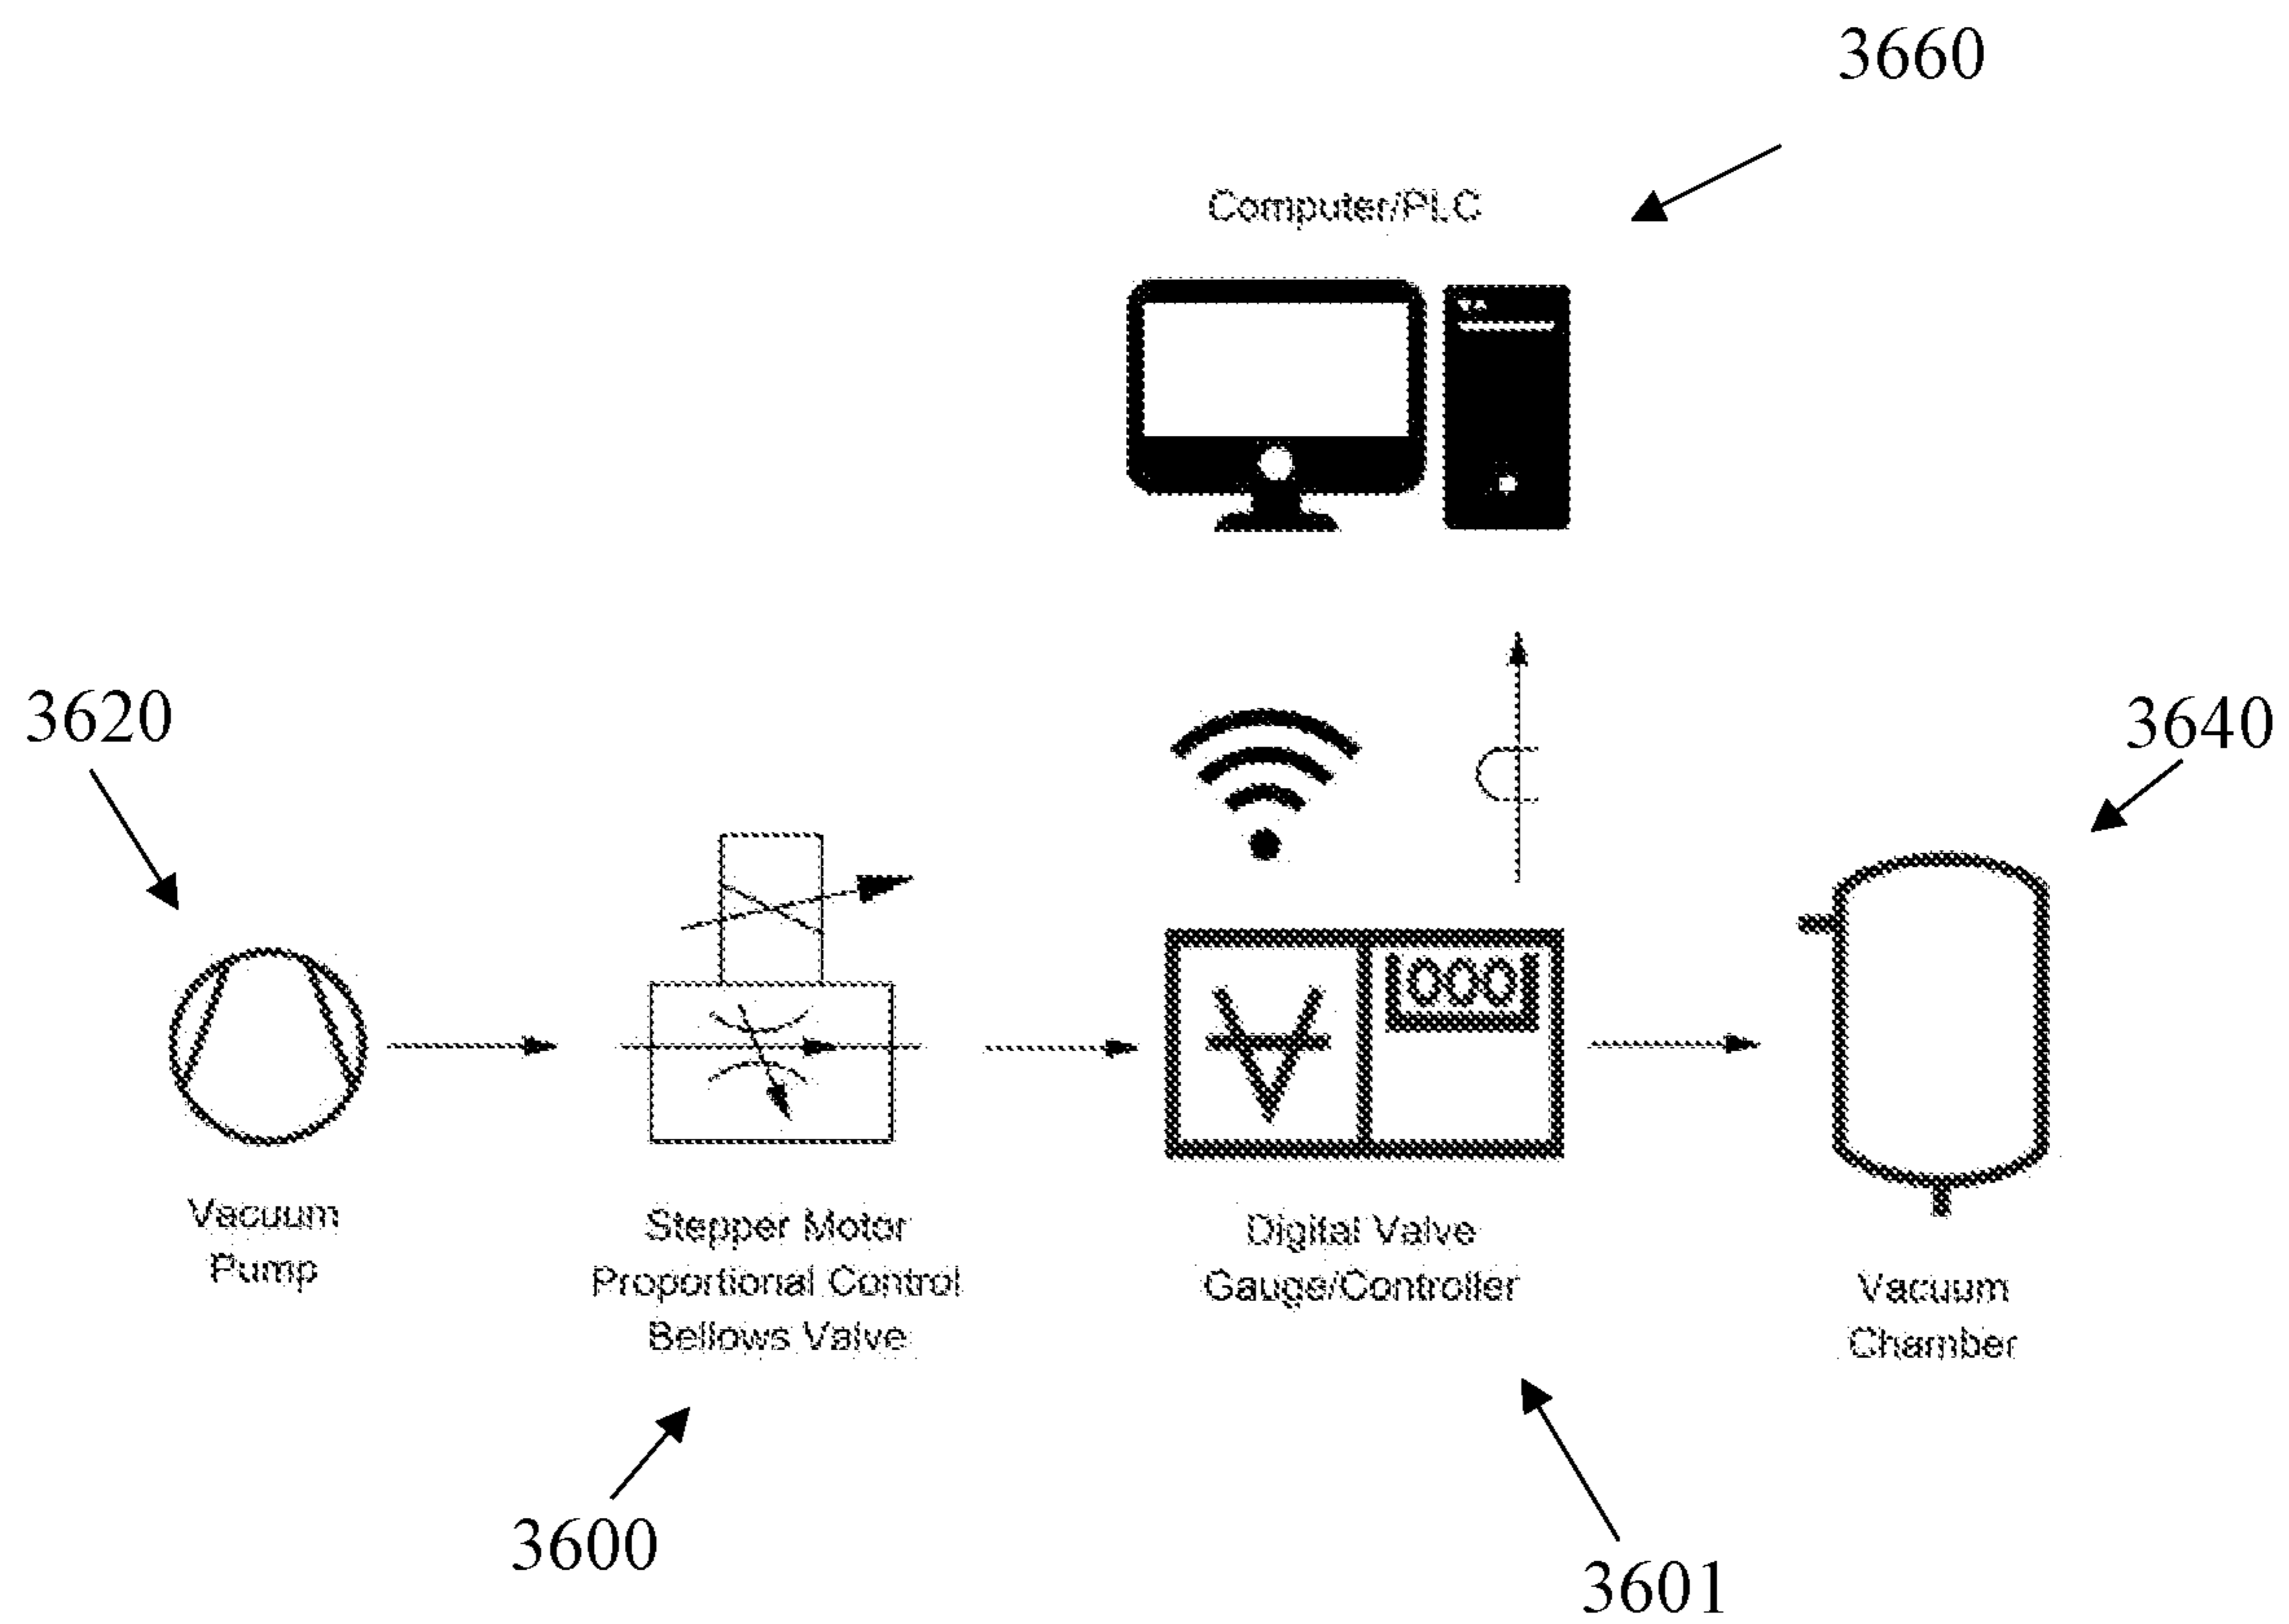 3660
Computer/PLC
3620
3640
000
Vacuum
Pump
Stepper Motor
Proportional Control
Bellows Valve
Digital Valve
Gauge/Controller
Vacuum
Chamber
3600
3601